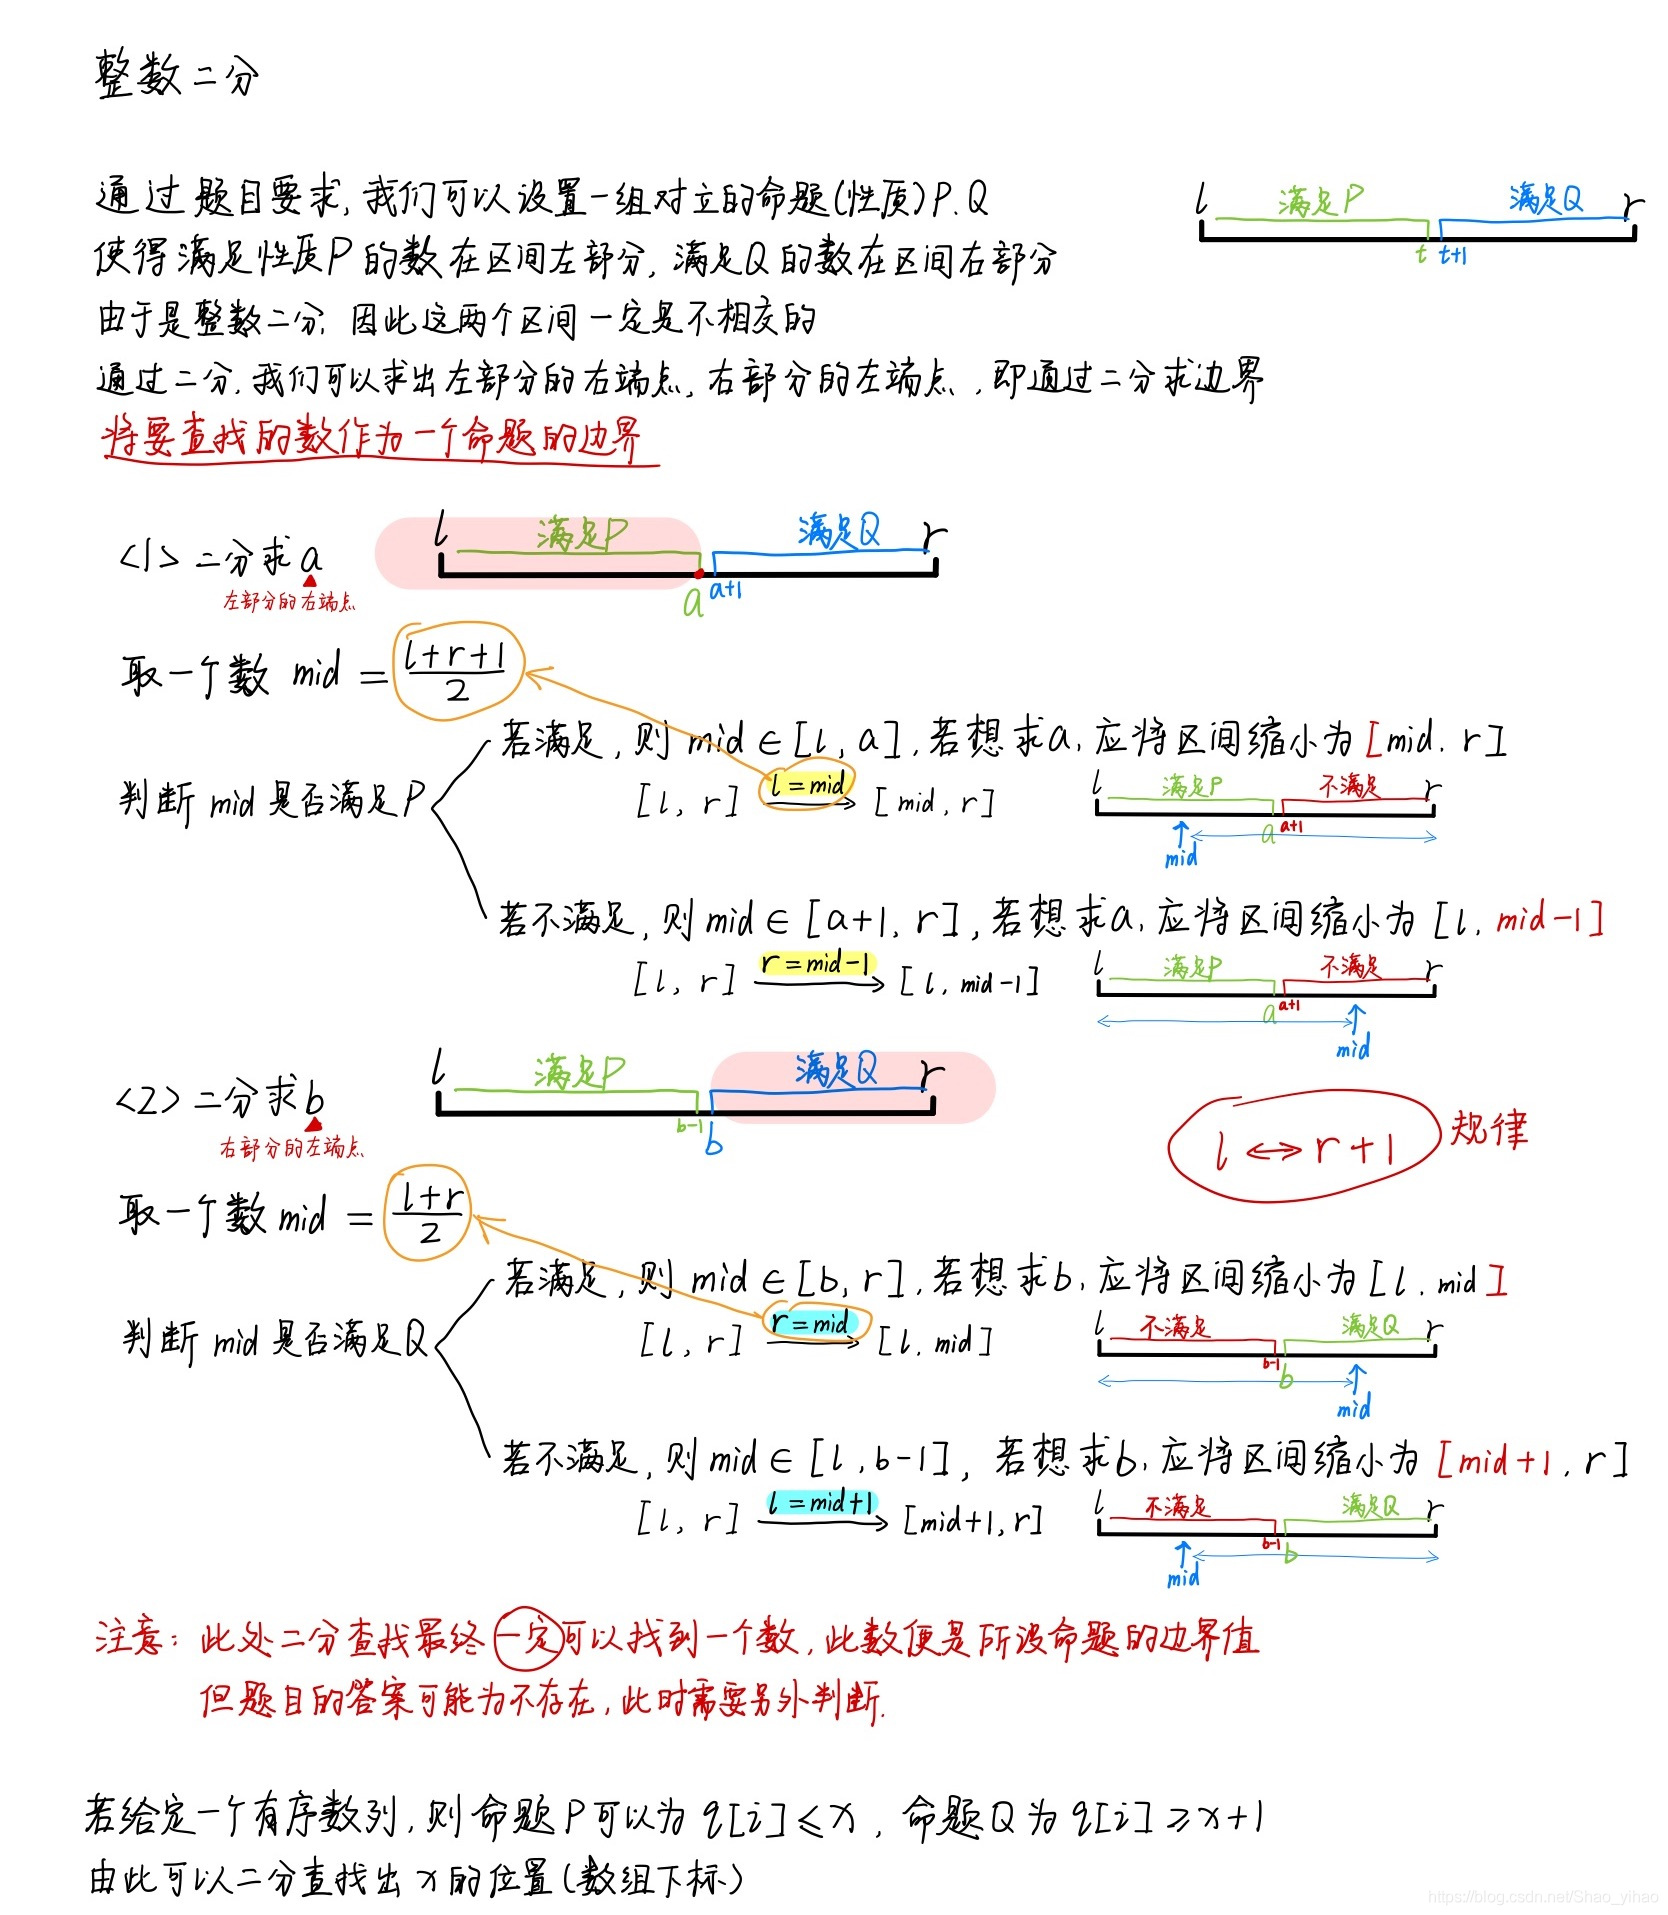 整数二分
通过题目要求,我们可以设置一组对立的命题(性质)P.Q
使得满足性质P的数在区间左部分,满足Q的数在区间右部分
由于是整数二分,因此这两个区间一定是不相交的
通过二分,我们可以求出左部分的右端点,右部分的左端点,即通过二分求边界
将要查找的数作为一个命题的边界
l 满足P 满足Q r
t t+1
<1> 二分求a
左部分的右端点
l 满足P 满足Q r
a a+1
取一个数 mid = (l+r+1)/2
判断 mid 是否满足P
若满足,则 mid ∈ [l, a],若想求a,应将区间缩小为 [mid, r]
[l, r] l=mid [mid, r]
l 满足P 不满足 r
a a+1
mid
若不满足,则 mid ∈ [a+1, r],若想求a,应将区间缩小为 [l, mid-1]
[l, r] r=mid-1 [l, mid-1]
l 满足P 不满足 r
a a+1
mid
<2> 二分求b
右部分的左端点
l 满足P 满足Q r
b-1 b
l ↔ r+1 规律
取一个数 mid = (l+r)/2
判断 mid 是否满足Q
若满足,则 mid ∈ [b, r],若想求b,应将区间缩小为 [l, mid]
[l, r] r=mid [l, mid]
l 不满足 满足Q r
b-1 b
mid
若不满足,则 mid ∈ [l, b-1],若想求b,应将区间缩小为 [mid+1, r]
[l, r] l=mid+1 [mid+1, r]
l 不满足 满足Q r
b-1 b
mid
注意:此处二分查找最终一定可以找到一个数,此数便是所设命题的边界值
但题目的答案可能为不存在,此时需要另外判断.
若给定一个有序数列,则命题P可以为 q[i]≤x,命题Q为 q[i]≥x+1
由此可以二分查找出x的位置(数组下标)
https://blog.csdn.net/Shao_yihao